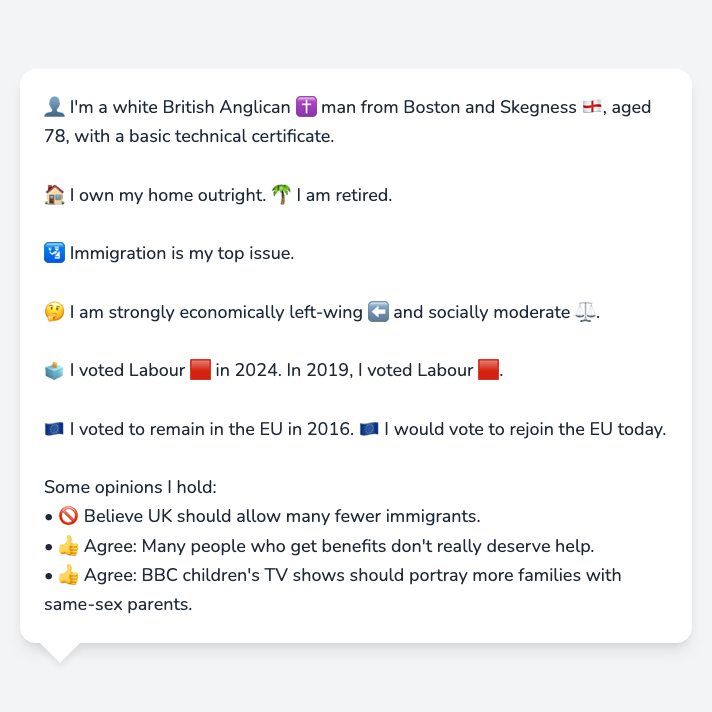 👤 I'm a white British Anglican ✝️ man from Boston and Skegness 🏴󠁧󠁢󠁥󠁮󠁧󠁿, aged
78, with a basic technical certificate.
🏠 I own my home outright. 🌴 I am retired.
🛂 Immigration is my top issue.
🤔 I am strongly economically left-wing ⬅️ and socially moderate ⚖️.
🗳️ I voted Labour 🟥 in 2024. In 2019, I voted Labour 🟥.
🇪🇺 I voted to remain in the EU in 2016. 🇪🇺 I would vote to rejoin the EU today.
Some opinions I hold:
• 🚫 Believe UK should allow many fewer immigrants.
• 👍 Agree: Many people who get benefits don't really deserve help.
• 👍 Agree: BBC children's TV shows should portray more families with
same-sex parents.